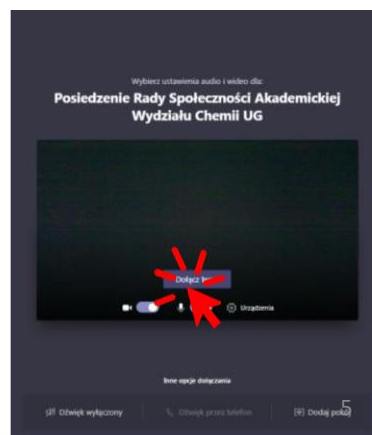 Wybierz ustawienia audio i wideo dla:
Posiedzenie Rady Społeczności Akademickiej
Wydziału Chemii UG
Dołącz
Urządzenia
Inne opcje dołączania
Dźwięk wyłączony Dźwięk przez telefon Dodaj pokój
5